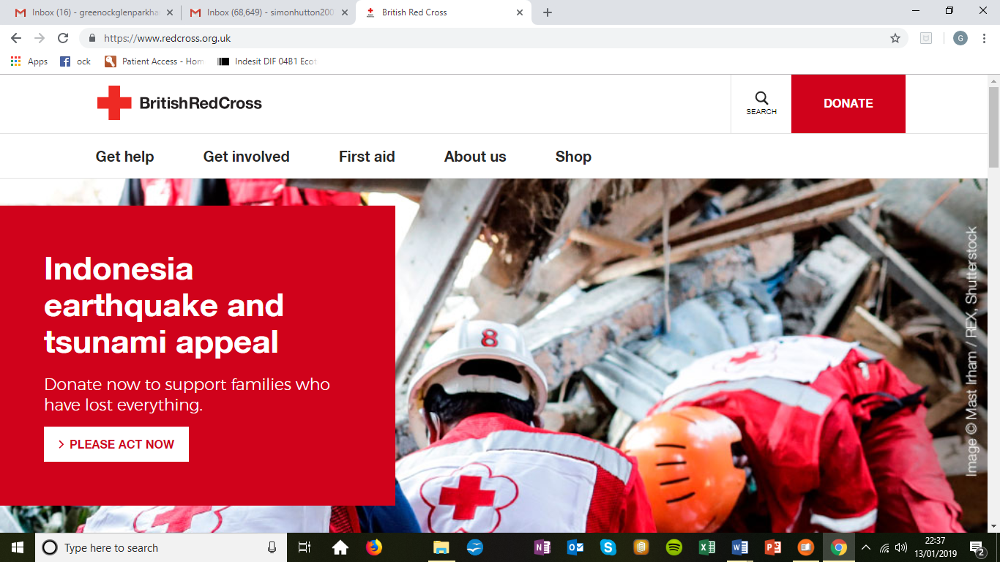 Inbox (16) - greenockglenparkha
Inbox (68,649) - simonhutton200
British Red Cross
https://www.redcross.org.uk
G
Apps
ock
Patient Access - Hom
Indesit DIF 04B1 Ecot
BritishRedCross
SEARCH
DONATE
Get help
Get involved
First aid
About us
Shop
Indonesia
earthquake and
tsunami appeal
Donate now to support families who
have lost everything.
> PLEASE ACT NOW
8
Image © Mast Irham / REX, Shutterstock
Type here to search
22:37
13/01/2019
2